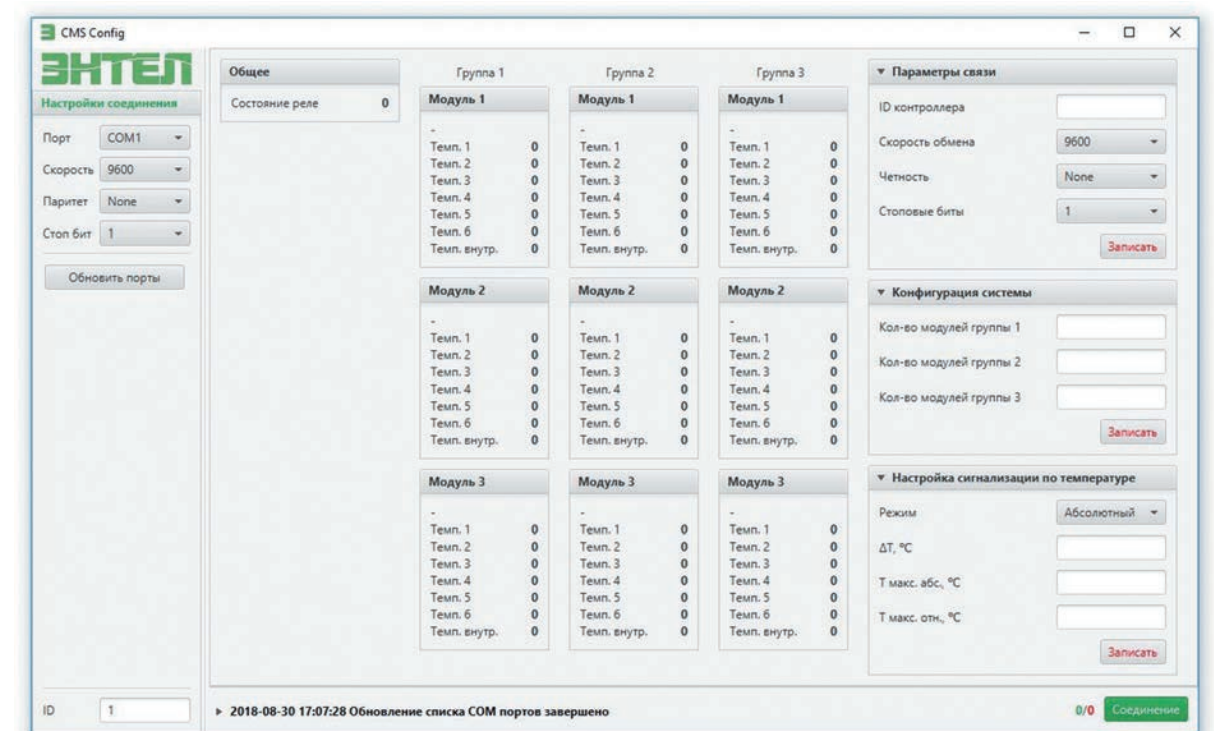 CMS Config
ЭНТЕЛ
Настройки соединения
Порт COM1
Скорость 9600
Паритет None
Стоп бит 1
Обновить порты
ID 1
Общее
Состояние реле 0
Группа 1
Модуль 1
-
Темп. 1 0
Темп. 2 0
Темп. 3 0
Темп. 4 0
Темп. 5 0
Темп. 6 0
Темп. внутр. 0
Модуль 2
-
Темп. 1 0
Темп. 2 0
Темп. 3 0
Темп. 4 0
Темп. 5 0
Темп. 6 0
Темп. внутр. 0
Модуль 3
-
Темп. 1 0
Темп. 2 0
Темп. 3 0
Темп. 4 0
Темп. 5 0
Темп. 6 0
Темп. внутр. 0
Группа 2
Модуль 1
-
Темп. 1 0
Темп. 2 0
Темп. 3 0
Темп. 4 0
Темп. 5 0
Темп. 6 0
Темп. внутр. 0
Модуль 2
-
Темп. 1 0
Темп. 2 0
Темп. 3 0
Темп. 4 0
Темп. 5 0
Темп. 6 0
Темп. внутр. 0
Модуль 3
-
Темп. 1 0
Темп. 2 0
Темп. 3 0
Темп. 4 0
Темп. 5 0
Темп. 6 0
Темп. внутр. 0
Группа 3
Модуль 1
-
Темп. 1 0
Темп. 2 0
Темп. 3 0
Темп. 4 0
Темп. 5 0
Темп. 6 0
Темп. внутр. 0
Модуль 2
-
Темп. 1 0
Темп. 2 0
Темп. 3 0
Темп. 4 0
Темп. 5 0
Темп. 6 0
Темп. внутр. 0
Модуль 3
-
Темп. 1 0
Темп. 2 0
Темп. 3 0
Темп. 4 0
Темп. 5 0
Темп. 6 0
Темп. внутр. 0
Параметры связи
ID контроллера
Скорость обмена 9600
Четность None
Стоповые биты 1
Записать
Конфигурация системы
Кол-во модулей группы 1
Кол-во модулей группы 2
Кол-во модулей группы 3
Записать
Настройка сигнализации по температуре
Режим Абсолютный
ΔT, ºC
Т макс. абс., ºC
Т макс. отн., ºC
Записать
2018-08-30 17:07:28 Обновление списка COM портов завершено
0/0 Соединение